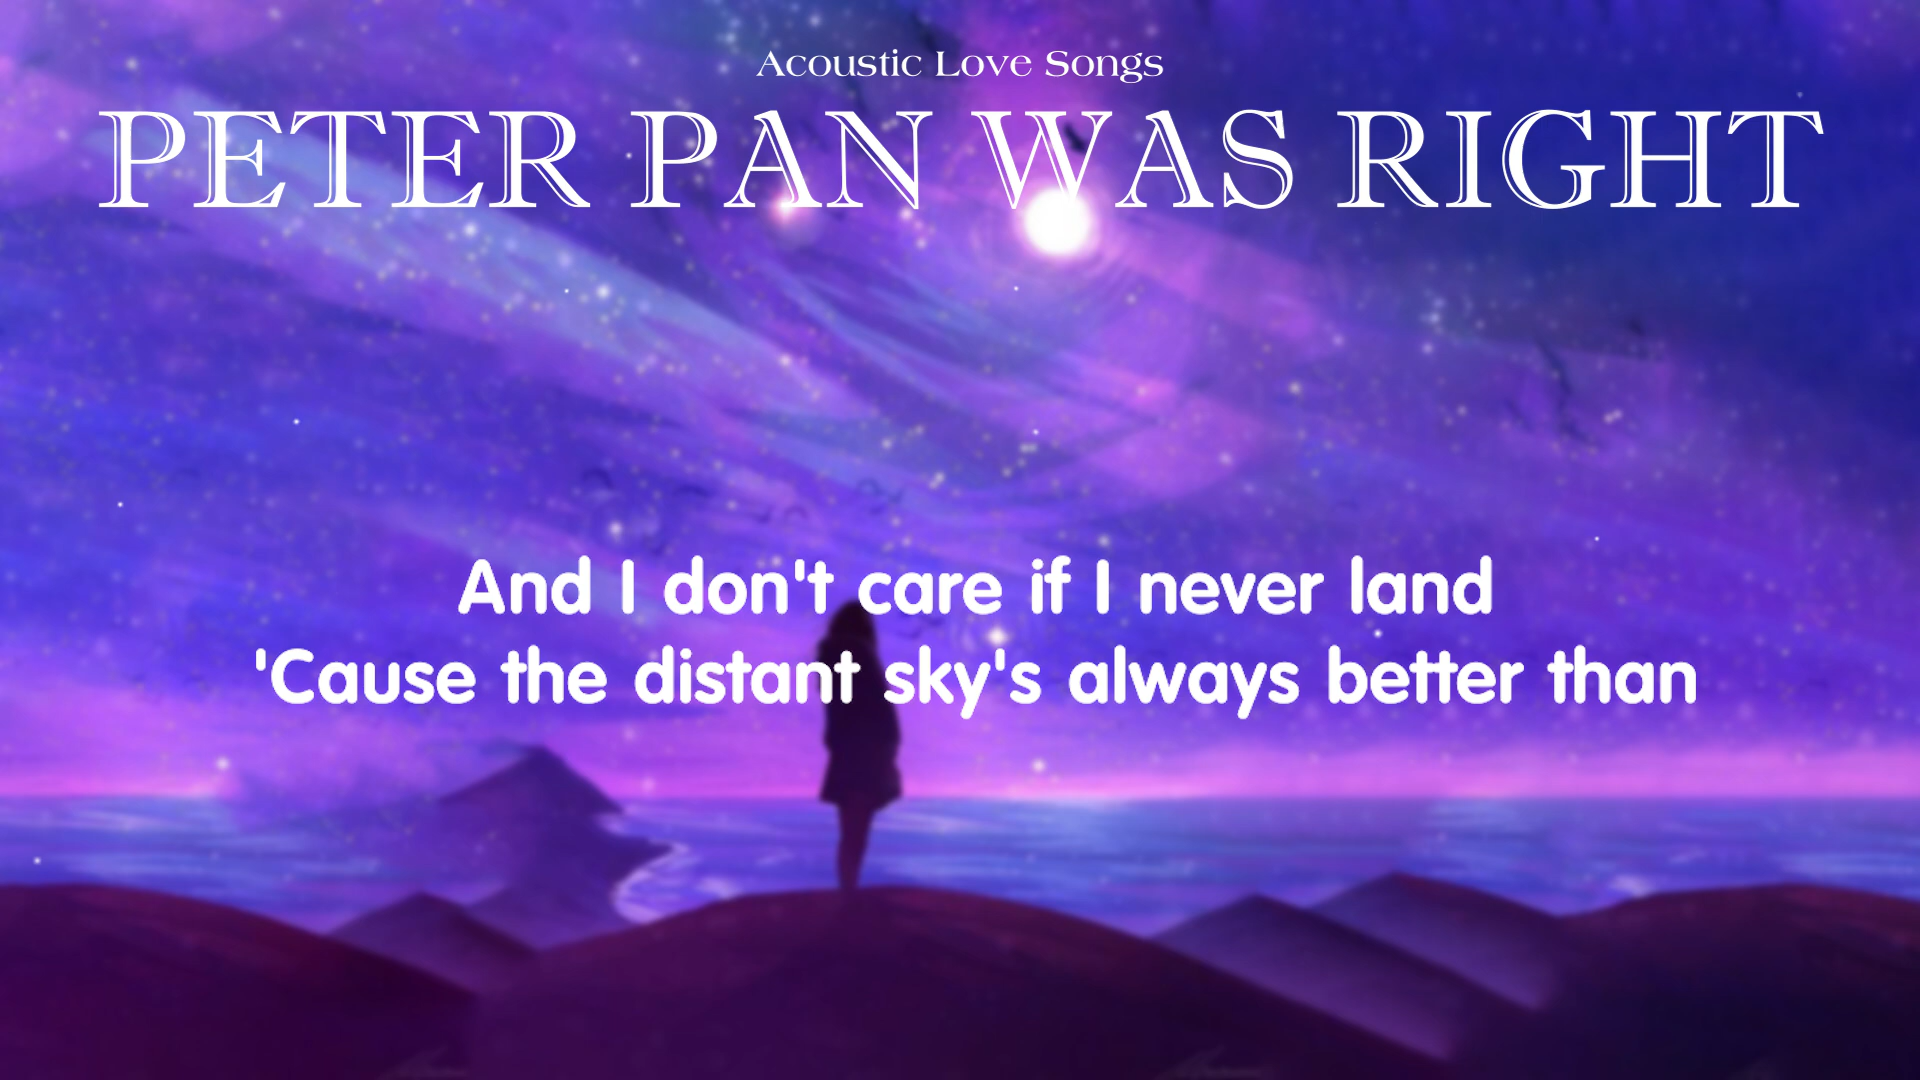 Acoustic Love Songs
PETER PAN WAS RIGHT
And I don't care if I never land
'Cause the distant sky's always better than